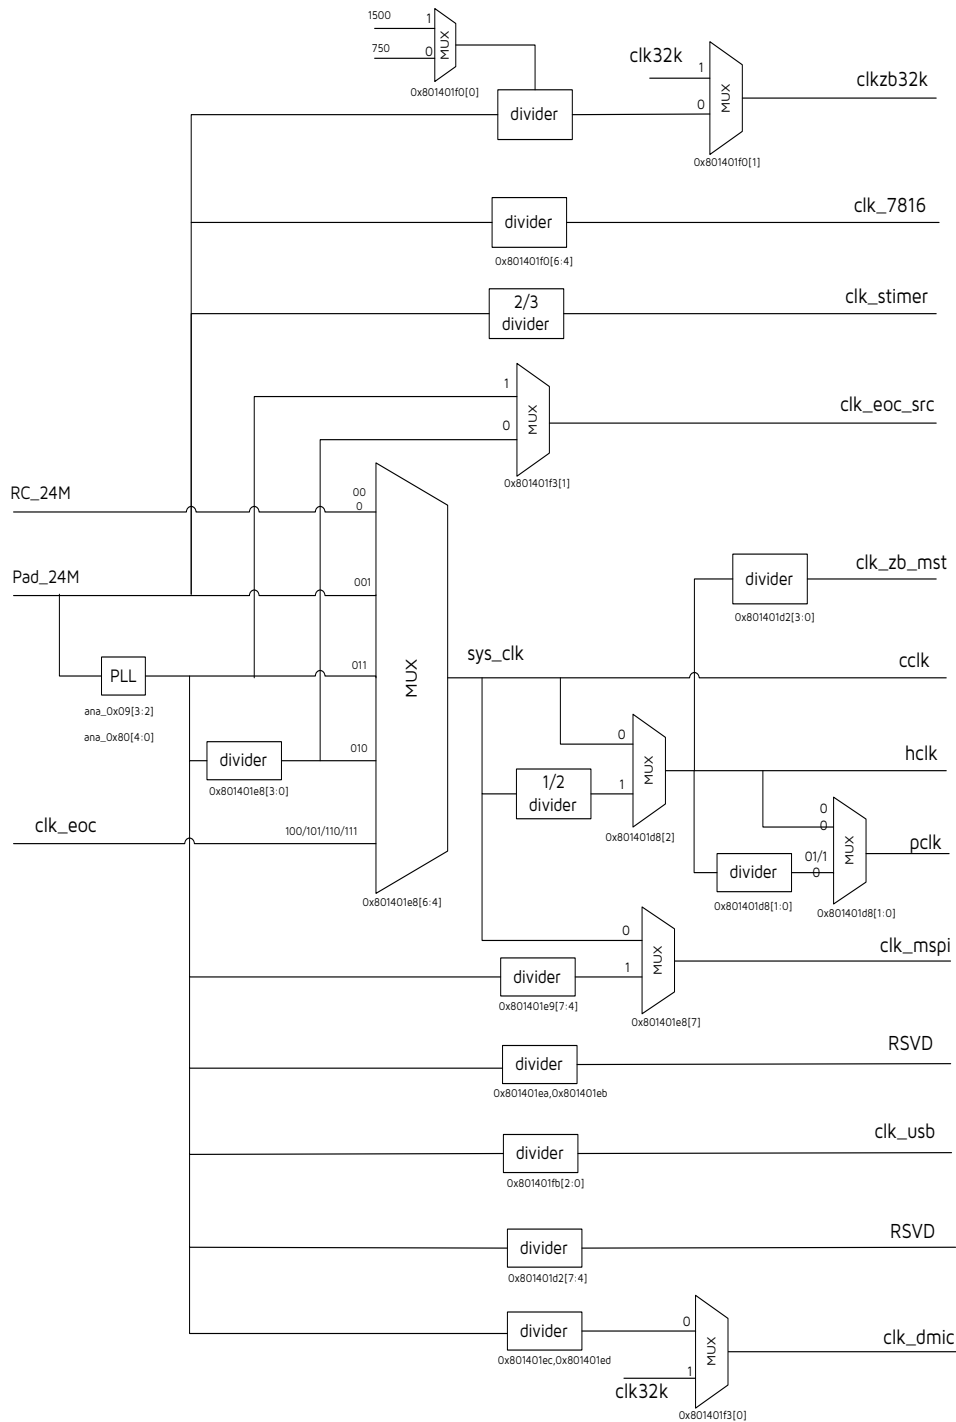 1500
1
750
0
MUX
0x801401f0[0]
clk32k
1
0
MUX
clkzb32k
divider
0x801401f0[1]
clk_7816
divider
0x801401f0[6:4]
clk_stimer
2/3
divider
1
0
MUX
clk_eoc_src
0x801401f3[1]
RC_24M
00
0
Pad_24M
001
clk_zb_mst
divider
0x801401d2[3:0]
sys_clk
cclk
MUX
011
PLL
ana_0x09[3:2]
ana_0x80[4:0]
010
divider
0x801401e8[3:0]
0
1/2
divider
1
MUX
hclk
0x801401d8[2]
clk_eoc
100/101/110/111
0x801401e8[6:4]
0
0
01/1
0
MUX
pclk
divider
0x801401d8[1:0]
0x801401d8[1:0]
0
1
MUX
clk_mspi
divider
0x801401e9[7:4]
0x801401e8[7]
RSVD
divider
0x801401ea,0x801401eb
clk_usb
divider
0x801401fb[2:0]
RSVD
divider
0x801401d2[7:4]
0
MUX
clk_dmic
divider
0x801401ec,0x801401ed
1
clk32k
0x801401f3[0]